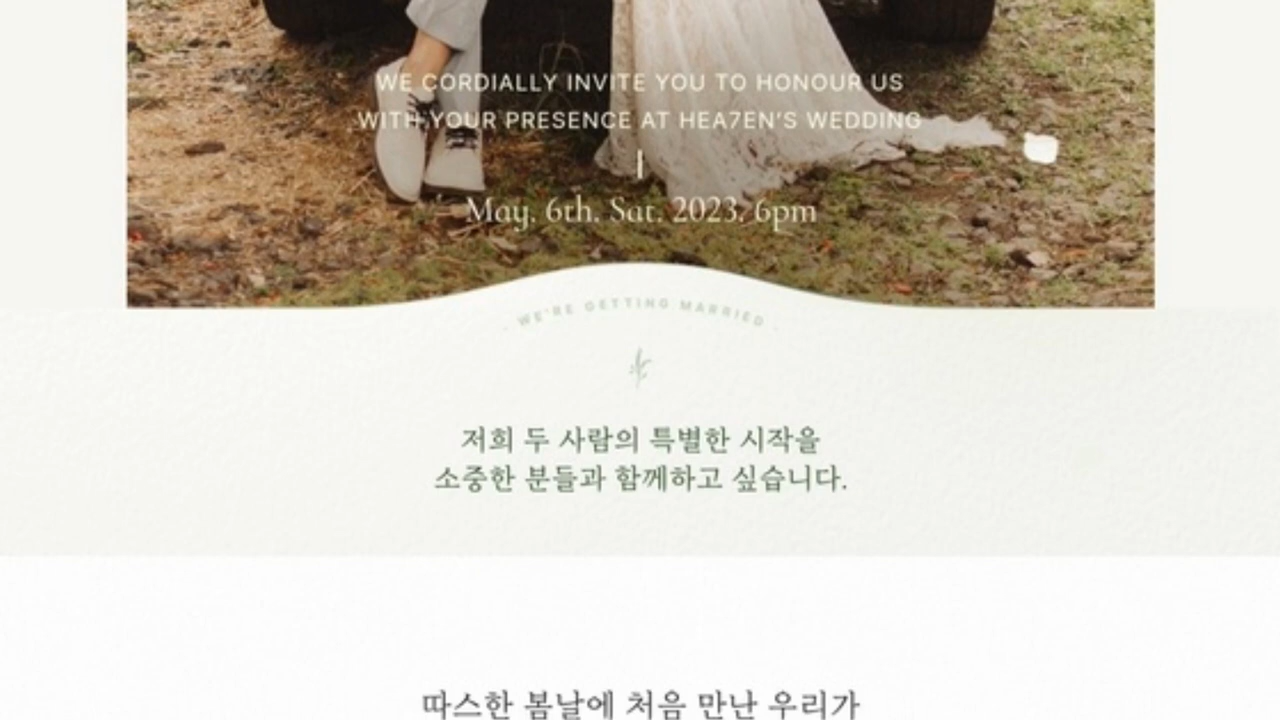 WE CORDIALLY INVITE YOU TO HONOUR US
WITH YOUR PRESENCE AT HEA7EN'S WEDDING
May. 6th. Sat. 2023. 6pm
WE'RE GETTING MARRIED
저희 두 사람의 특별한 시작을
소중한 분들과 함께하고 싶습니다.
따스한 봄날에 처음 만난 우리가